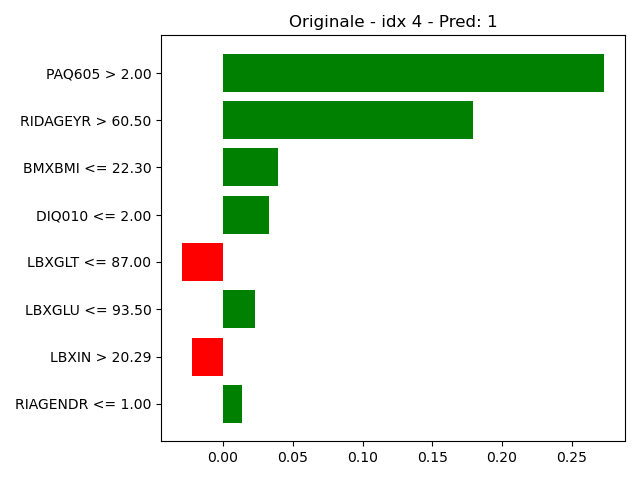 Originale - idx 4 - Pred: 1
PAQ605 > 2.00
RIDAGEYR > 60.50
BMXBMI <= 22.30
DIQ010 <= 2.00
LBXGLT <= 87.00
LBXGLU <= 93.50
LBXIN > 20.29
RIAGENDR <= 1.00
0.00 0.05 0.10 0.15 0.20 0.25